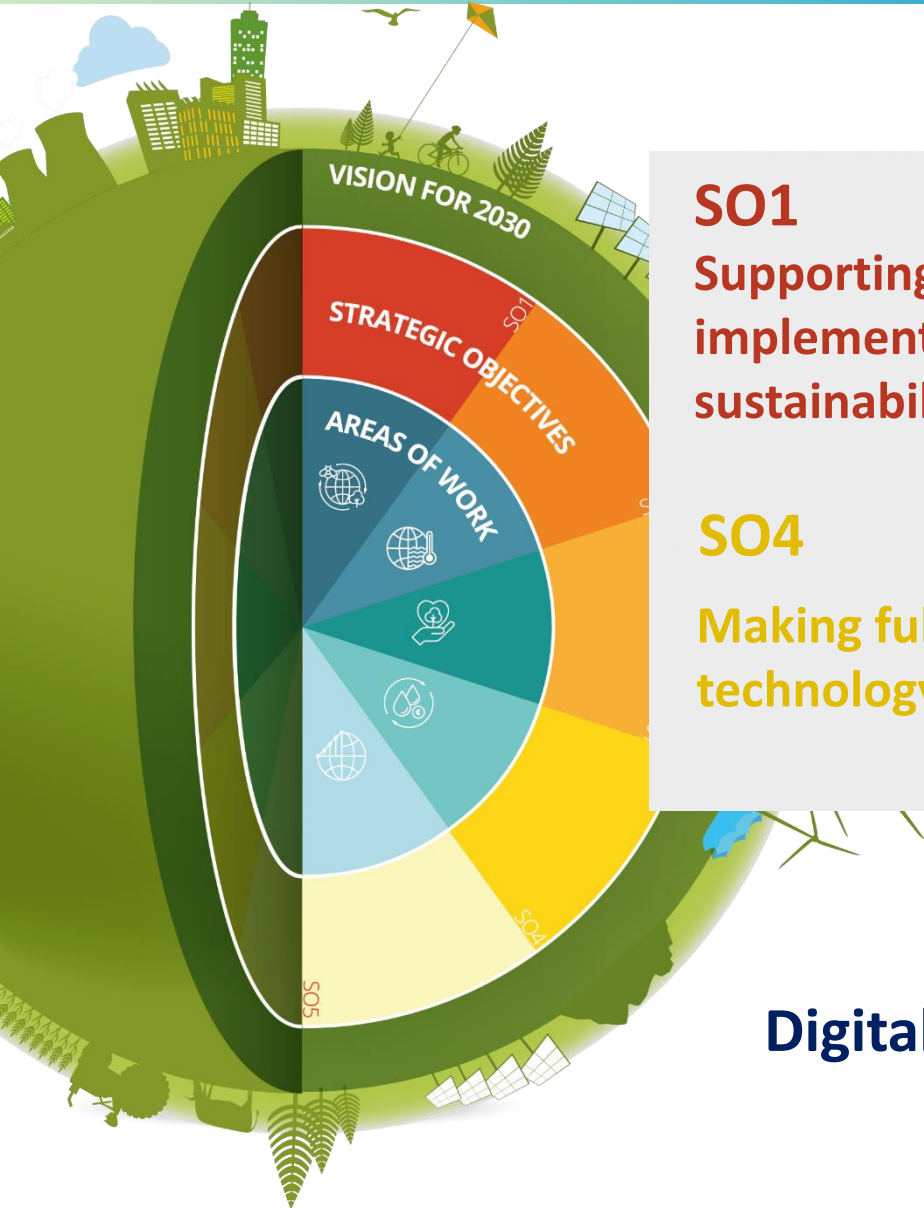 VISION FOR 2030
STRATEGIC OBJECTIVES
SO1
AREAS OF WORK
SO4
SO5
SO1
Supporting
implement
sustainabil
SO4
Making ful
technology
Digital